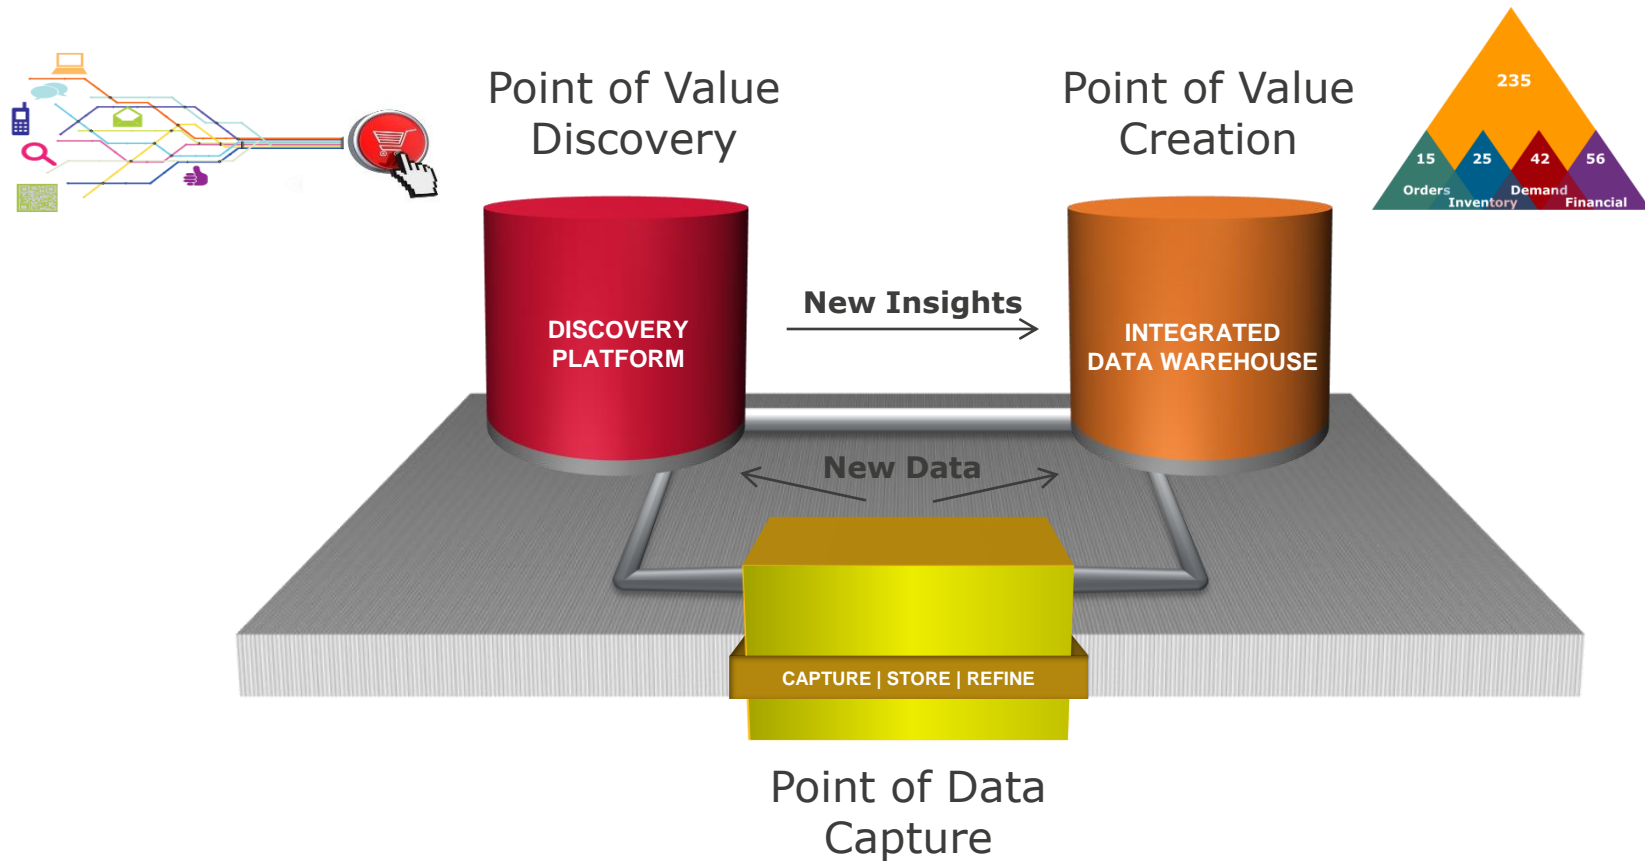 Point of Value
Discovery
Point of Value
Creation
235
15
25
42
56
Orders
Inventory
Demand
Financial
New Insights
DISCOVERY
PLATFORM
INTEGRATED
DATA WAREHOUSE
New Data
CAPTURE | STORE | REFINE
Point of Data
Capture